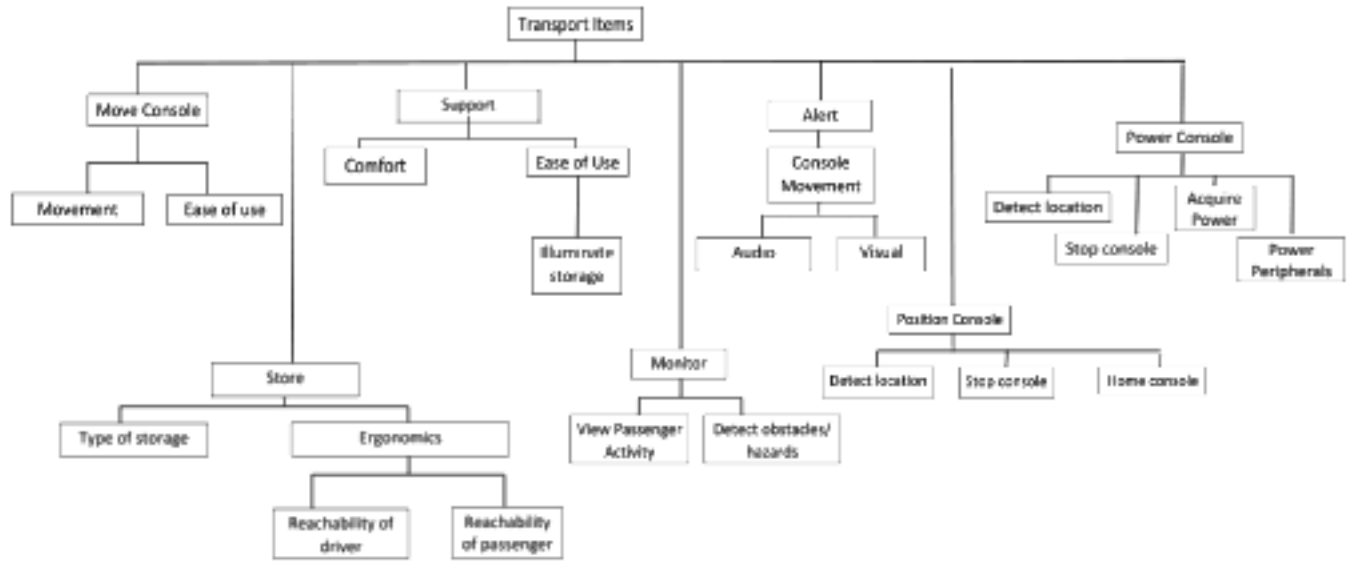 Transport Items
Move Console
Movement
Ease of use
Store
Type of storage
Ergonomics
Reachability of
driver
Reachability
of passenger
Support
Comfort
Ease of Use
Illuminate
storage
Monitor
View Passenger
Activity
Detect obstacles/
hazards
Alert
Console
Movement
Audio
Visual
Position Console
Detect location
Stop console
Home console
Power Console
Detect location
Stop console
Acquire
Power
Power
Peripherals